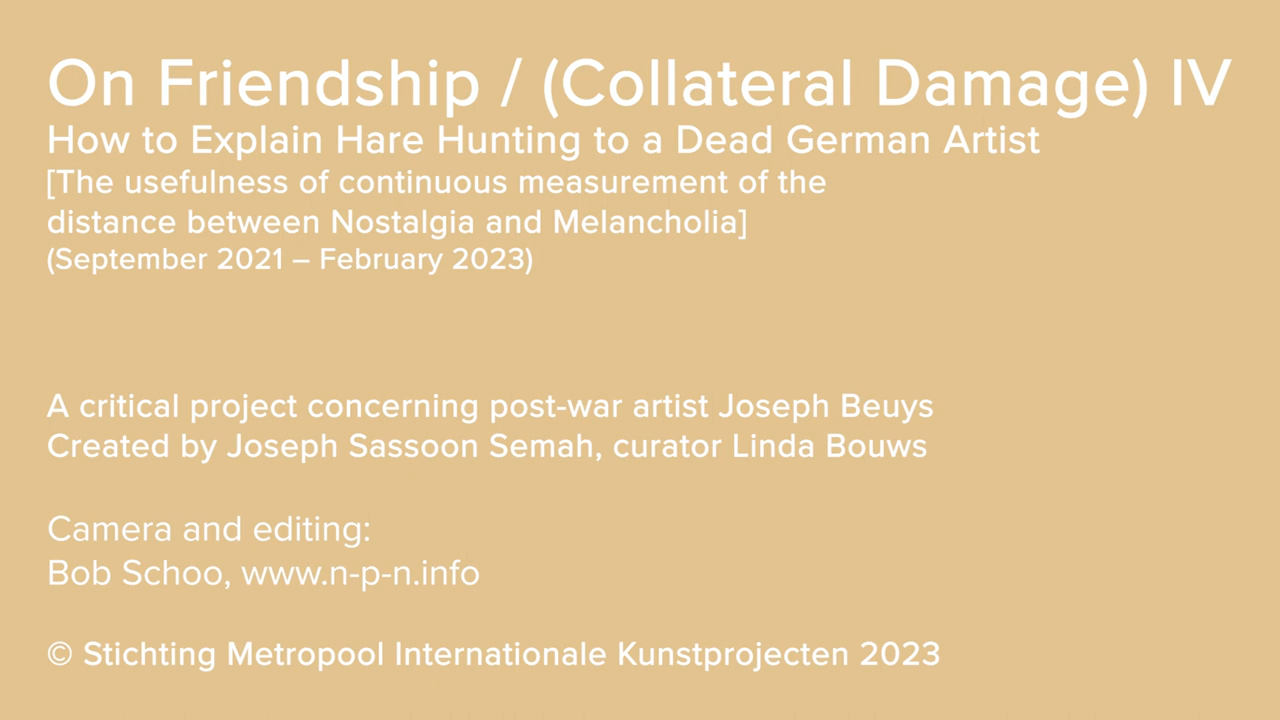 On Friendship / (Collateral Damage) IV
How to Explain Hare Hunting to a Dead German Artist
[The usefulness of continuous measurement of the
distance between Nostalgia and Melancholia]
(September 2021 – February 2023)
A critical project concerning post-war artist Joseph Beuys
Created by Joseph Sassoon Semah, curator Linda Bouws
Camera and editing:
Bob Schoo, www.n-p-n.info
© Stichting Metropool Internationale Kunstprojecten 2023